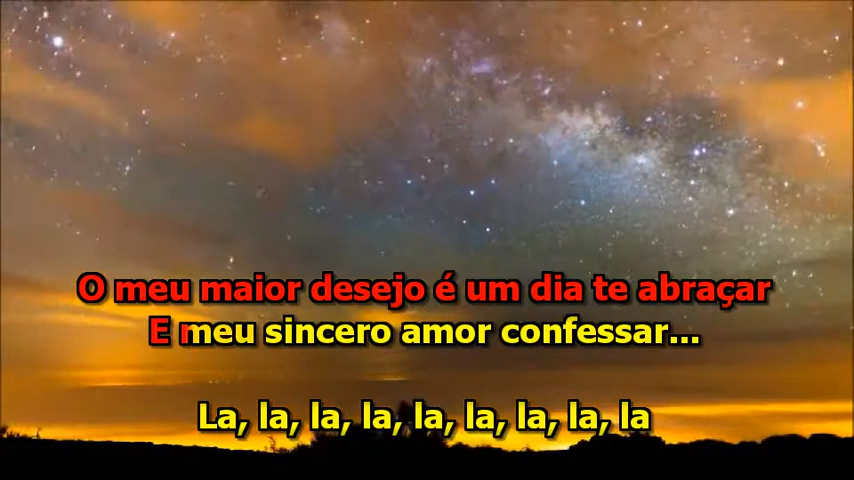 O meu maior desejo é um dia te abraçar
E meu sincero amor confessar...
La, la, la, la, la, la, la, la, la